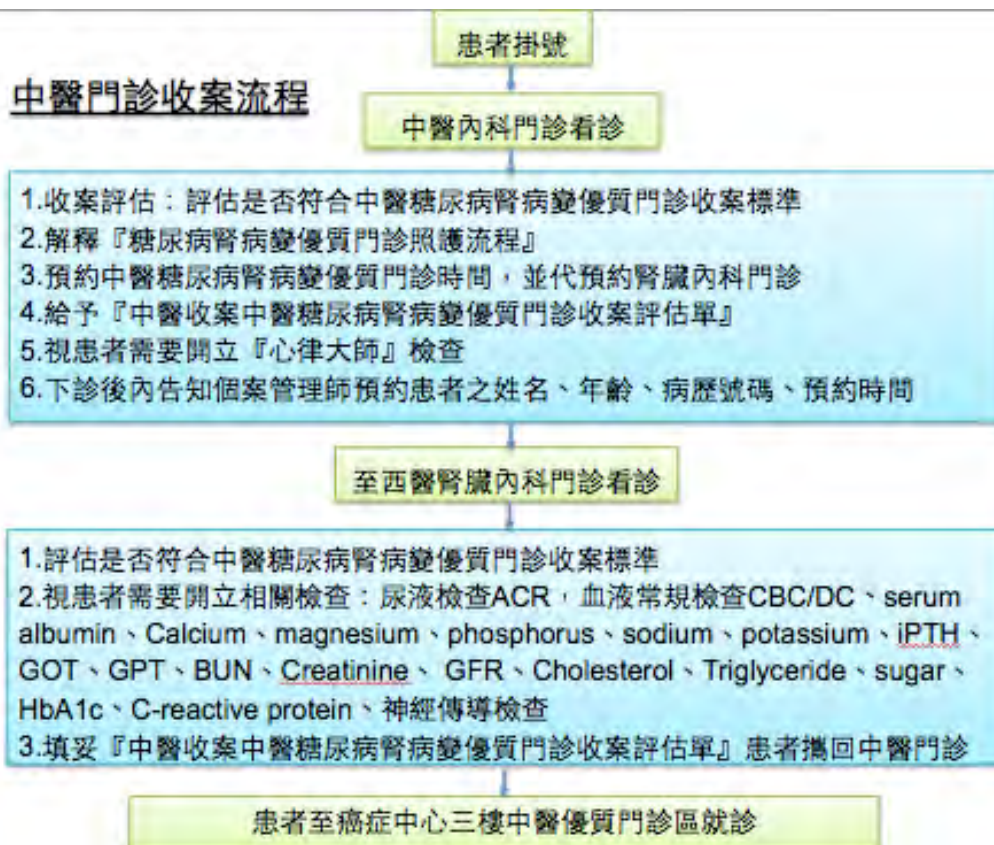 患者掛號
中醫門診收案流程
中醫內科門診看診
1.收案評估：評估是否符合中醫糖尿病腎病變優質門診收案標準
2.解釋『糖尿病腎病變優質門診照護流程』
3.預約中醫糖尿病腎病變優質門診時間，並代預約腎臟內科門診
4.給予『中醫收案中醫糖尿病腎病變優質門診收案評估單』
5.視患者需要開立『心律大師』檢查
6.下診後內告知個案管理師預約患者之姓名、年齡、病歷號碼、預約時間
至西醫腎臟內科門診看診
1.評估是否符合中醫糖尿病腎病變優質門診收案標準
2.視患者需要開立相關檢查：尿液檢查ACR，血液常規檢查CBC/DC、serum
albumin、Calcium、magnesium、phosphorus、sodium、potassium、iPTH、
GOT、GPT、BUN、Creatinine、 GFR、Cholesterol、Triglyceride、sugar、
HbA1c、C-reactive protein、神經傳導檢查
3.填妥『中醫收案中醫糖尿病腎病變優質門診收案評估單』患者攜回中醫門診
患者至癌症中心三樓中醫優質門診區就診